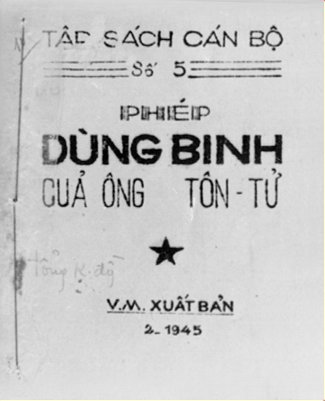 TẬP SÁCH CÁN BỘ
Số 5
PHÉP
DÙNG BINH
CUẢ ÔNG TÔN-TỬ
V.M. XUẤT BẢN
2-1945